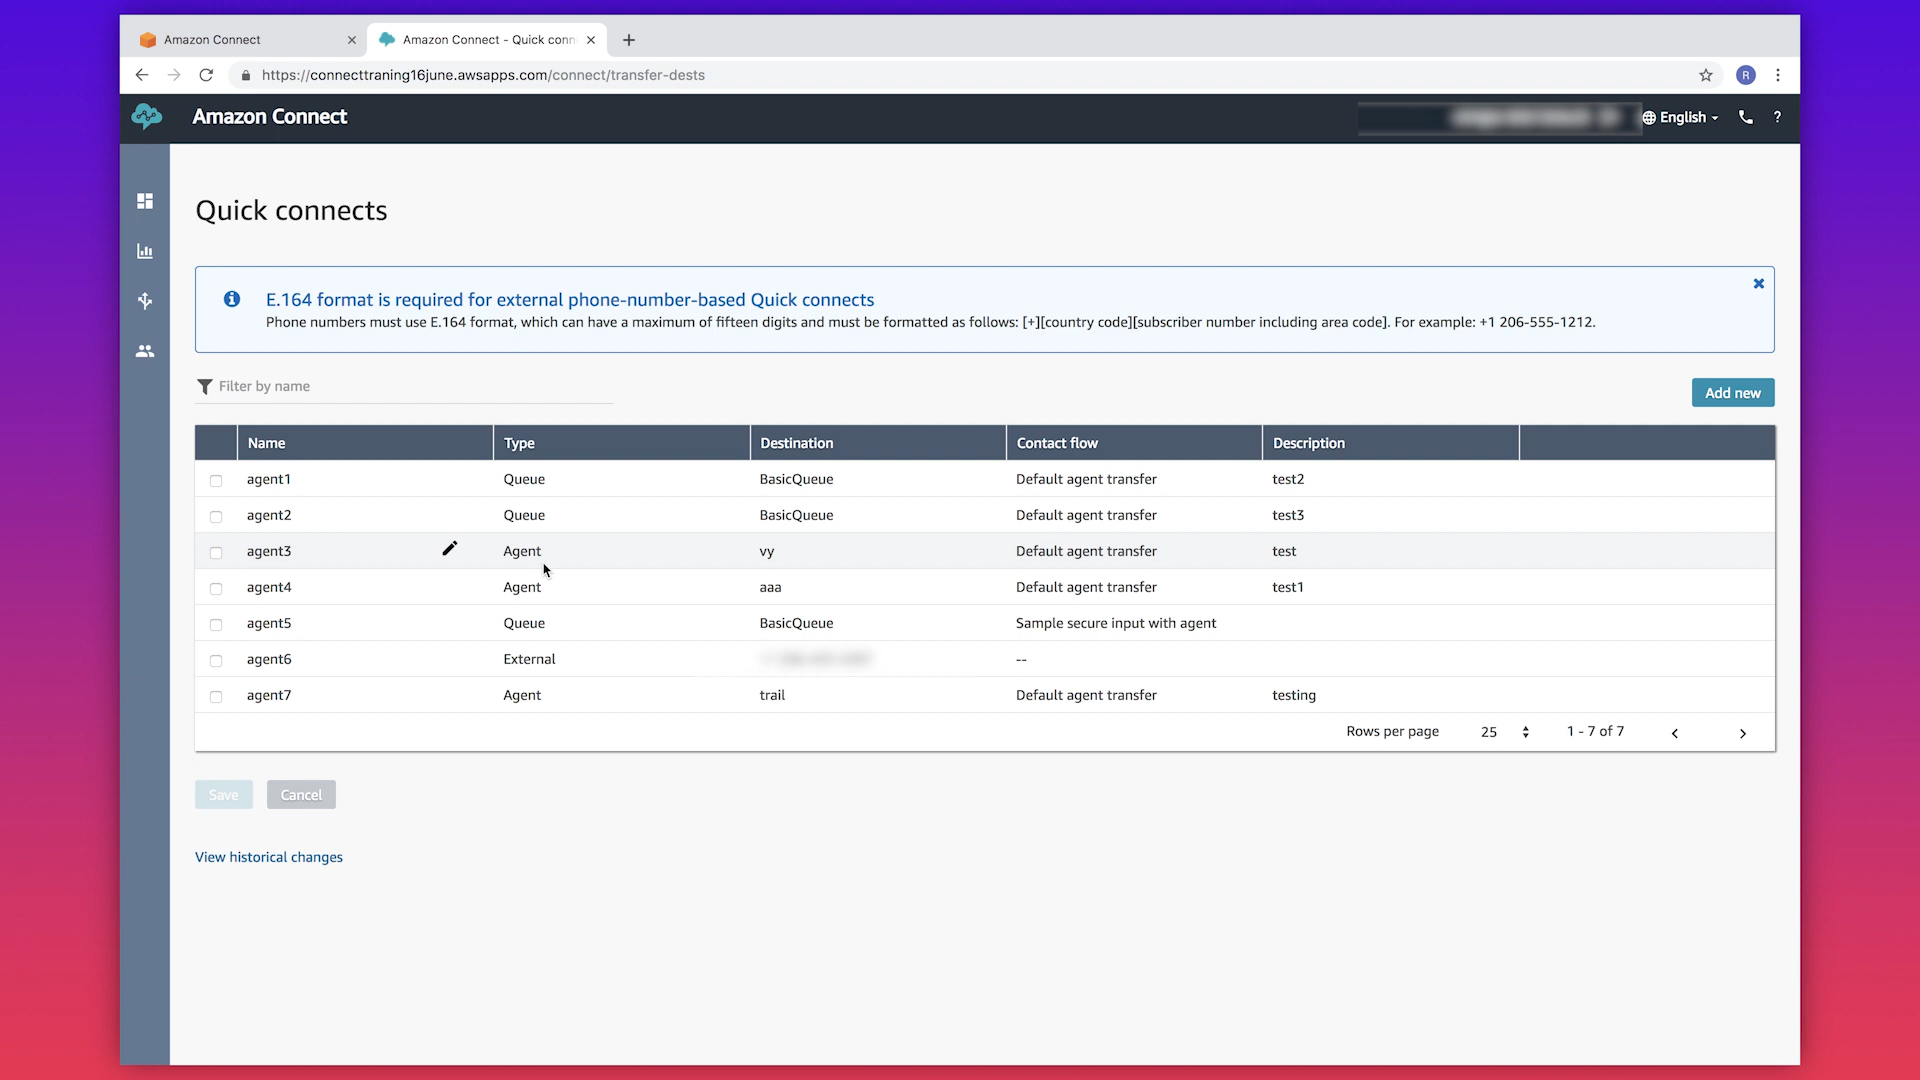 Amazon Connect
Amazon Connect - Quick conn
https://connecttraning16june.awsapps.com/connect/transfer-dests
R
Amazon Connect
English
?
Quick connects
E.164 format is required for external phone-number-based Quick connects
Phone numbers must use E.164 format, which can have a maximum of fifteen digits and must be formatted as follows: [+][country code][subscriber number including area code]. For example: +1 206-555-1212.
Filter by name
Add new
Name Type Destination Contact flow Description
agent1 Queue BasicQueue Default agent transfer test2
agent2 Queue BasicQueue Default agent transfer test3
agent3 Agent vy Default agent transfer test
agent4 Agent aaa Default agent transfer test1
agent5 Queue BasicQueue Sample secure input with agent
agent6 External --
agent7 Agent trail Default agent transfer testing
Rows per page 25 1 - 7 of 7
Save Cancel
View historical changes